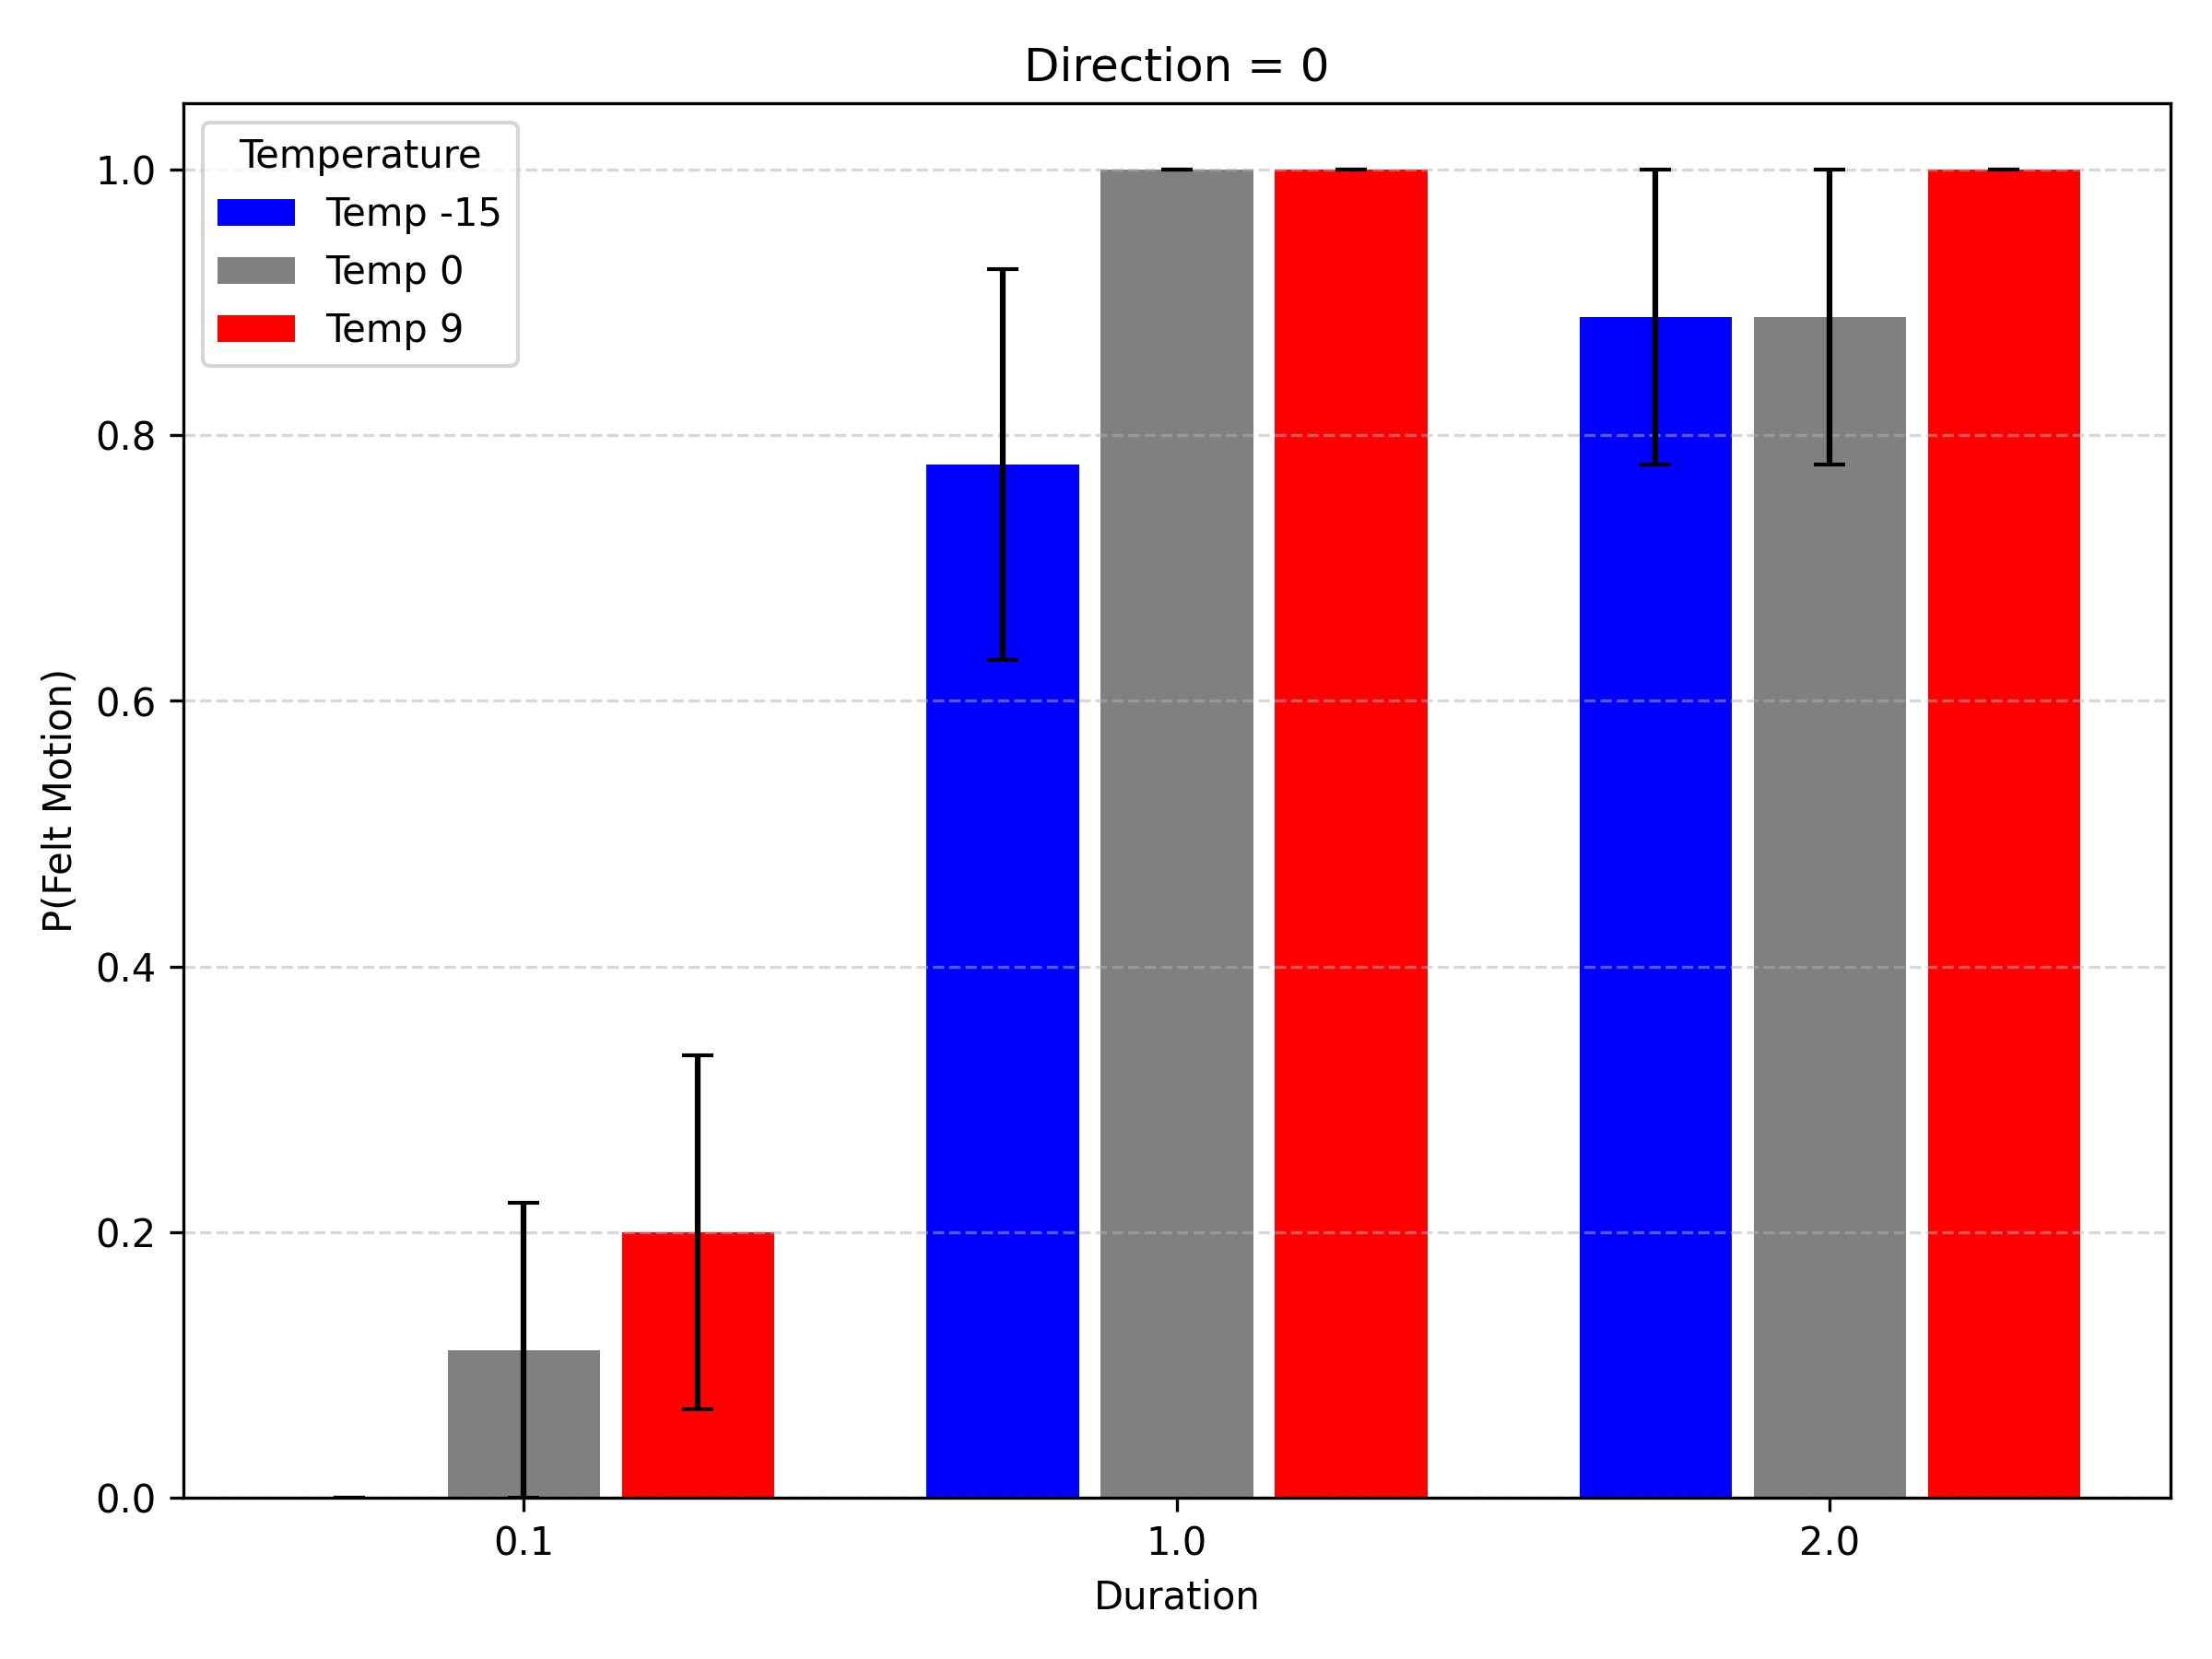 Direction = 0
Temperature
Temp -15
Temp 0
Temp 9
1.0
0.8
0.6
0.4
0.2
0.0
P(Felt Motion)
0.1 1.0 2.0
Duration